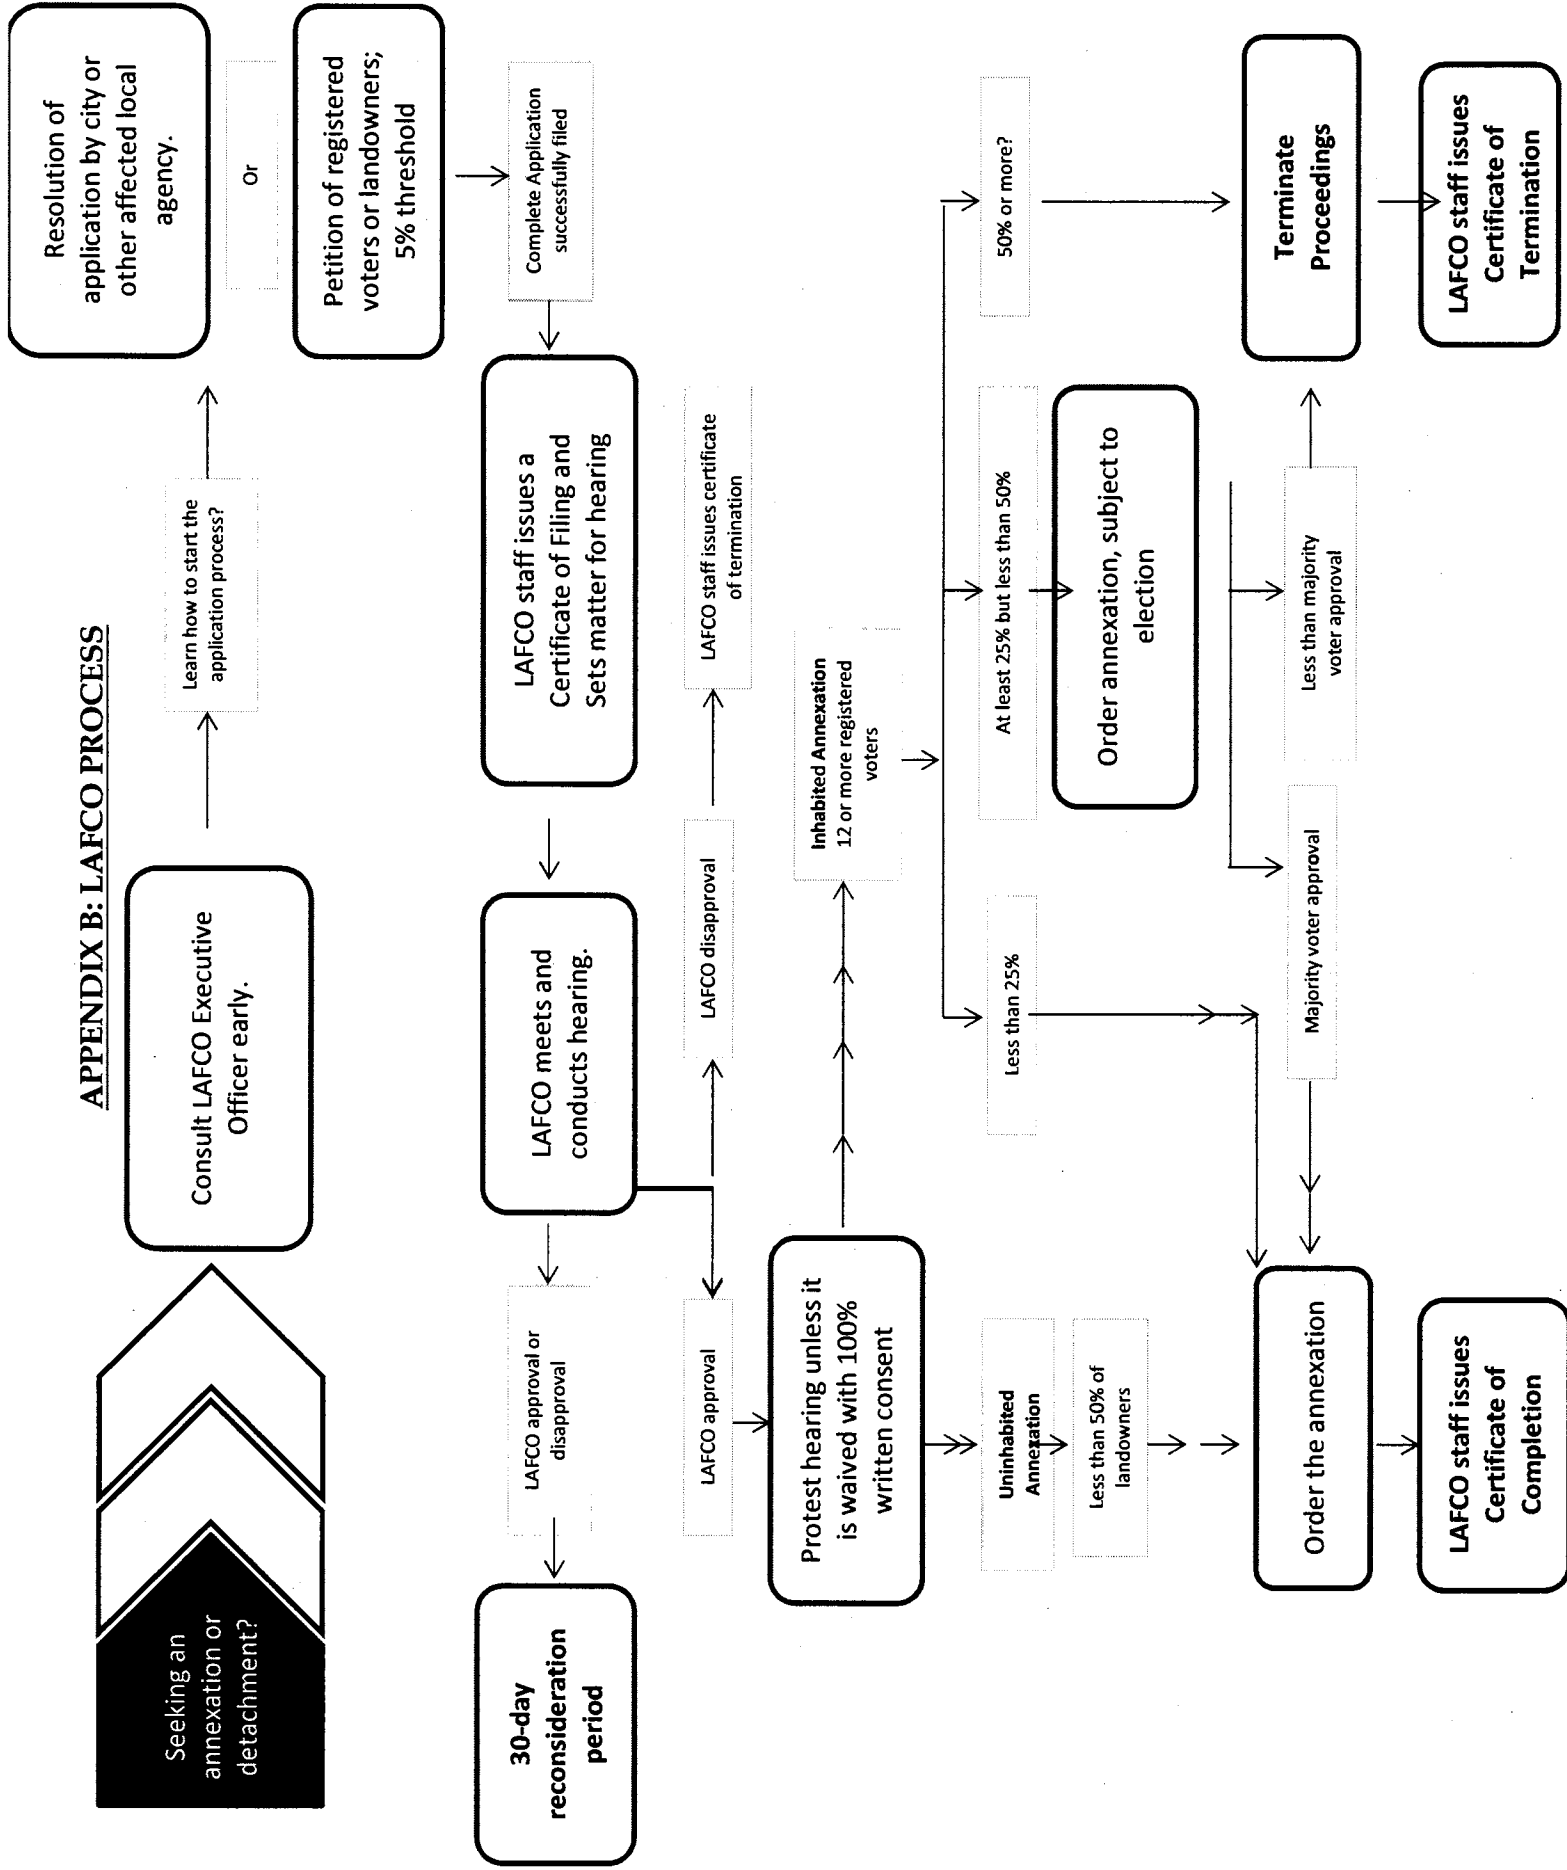 APPENDIX B: LAFCO PROCESS
Seeking an
annexation or
detachment?
Consult LAFCO Executive
Officer early.
Learn how to start the
application process?
Resolution of
application by city or
other affected local
agency.
Or
Petition of registered
voters or landowners;
5% threshold
Complete Application
successfully filed
LAFCO staff issues a
Certificate of Filing and
Sets matter for hearing
LAFCO meets and
conducts hearing.
LAFCO approval or
disapproval
30-day
reconsideration
period
LAFCO approval
LAFCO disapproval
LAFCO staff issues certificate
of termination
Protest hearing unless it
is waived with 100%
written consent
Inhabited Annexation
12 or more registered
voters
Uninhabited
Annexation
Less than 50% of
landowners
Less than 25%
At least 25% but less than 50%
50% or more?
Order annexation, subject to
election
Majority voter approval
Less than majority
voter approval
Order the annexation
Terminate
Proceedings
LAFCO staff issues
Certificate of
Completion
LAFCO staff issues
Certificate of
Termination